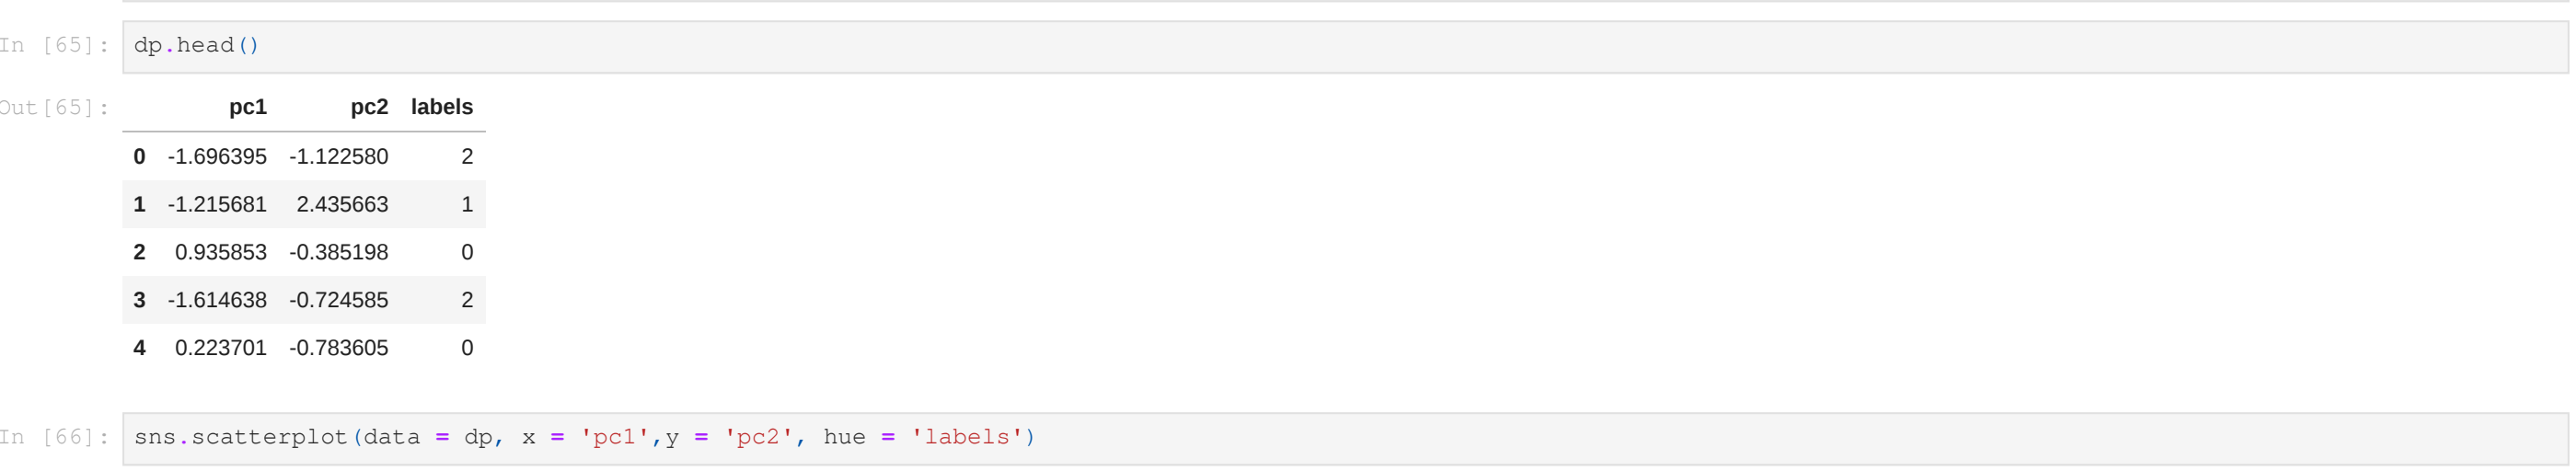 In [65]: dp.head()
Out[65]:
pc1 pc2 labels
0 -1.696395 -1.122580 2
1 -1.215681 2.435663 1
2 0.935853 -0.385198 0
3 -1.614638 -0.724585 2
4 0.223701 -0.783605 0
In [66]: sns.scatterplot(data = dp, x = 'pc1',y = 'pc2', hue = 'labels')